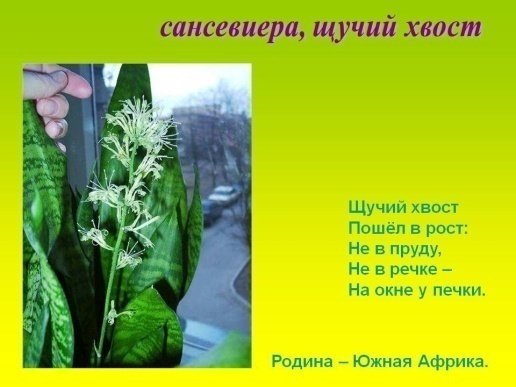 сансевиера, щучий хвост
Щучий хвост
Пошёл в рост:
Не в пруду,
Не в речке –
На окне у печки.
Родина – Южная Африка.